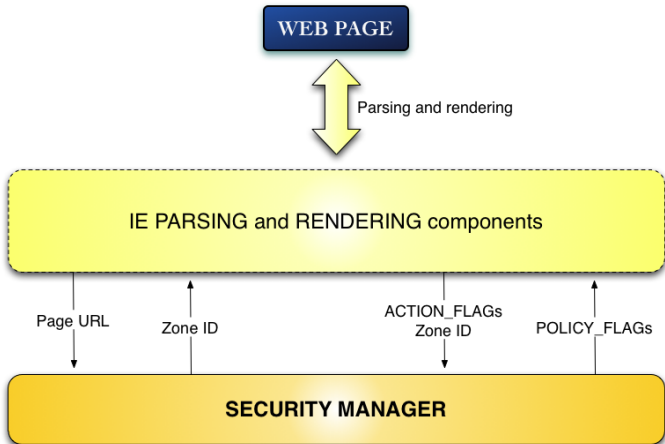 WEB PAGE
Parsing and rendering
IE PARSING and RENDERING components
Page URL
Zone ID
ACTION_FLAGs
Zone ID
POLICY_FLAGs
SECURITY MANAGER